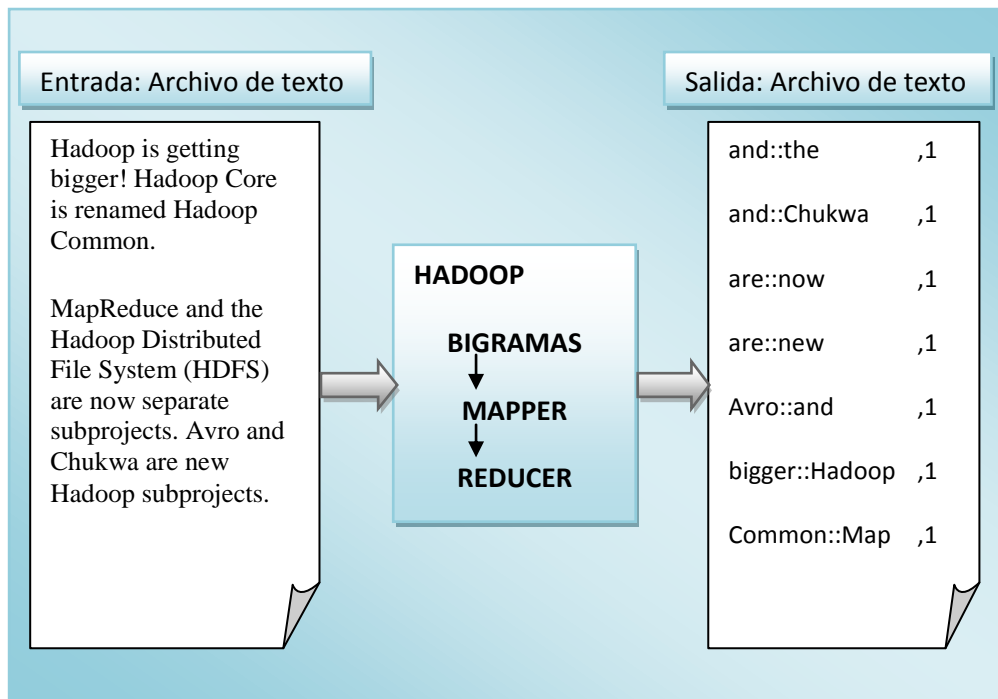 Entrada: Archivo de texto
Hadoop is getting
bigger! Hadoop Core
is renamed Hadoop
Common.
MapReduce and the
Hadoop Distributed
File System (HDFS)
are now separate
subprojects. Avro and
Chukwa are new
Hadoop subprojects.
HADOOP
BIGRAMAS
MAPPER
REDUCER
Salida: Archivo de texto
and::the ,1
and::Chukwa ,1
are::now ,1
are::new ,1
Avro::and ,1
bigger::Hadoop ,1
Common::Map ,1